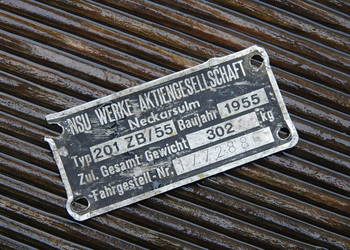 NSU WERKE AKTIENGESELLSCHAFT
Neckarsulm
Typ 201 ZB/55 Baujahr 1955
Zul. Gesamt. Gewicht 302 kg
Fahrgestell-Nr.